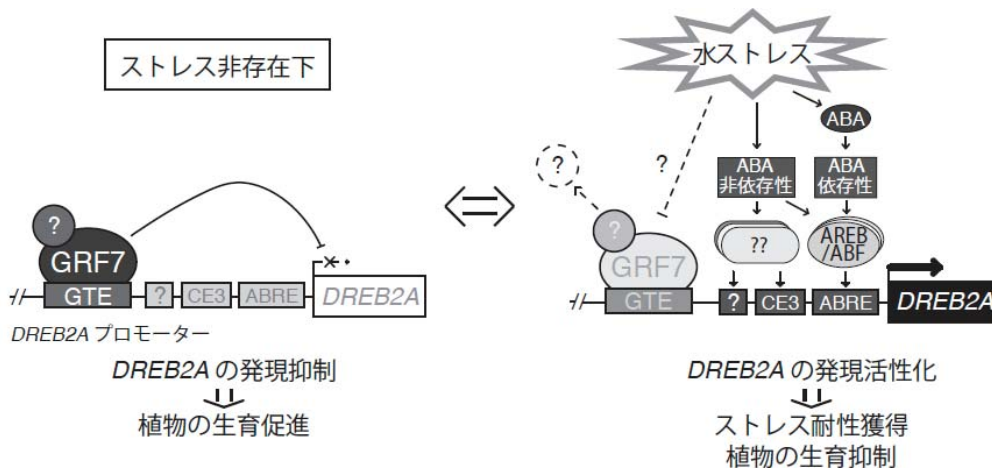 ストレス非存在下
?
GRF7
GTE
?
CE3
ABRE
DREB2A
DREB2A プロモーター
DREB2A の発現抑制
植物の生育促進
水ストレス
ABA
ABA
非依存性
ABA
依存性
?
?
?
GRF7
GTE
??
AREB
/ABF
?
CE3
ABRE
DREB2A
DREB2A の発現活性化
ストレス耐性獲得
植物の生育抑制